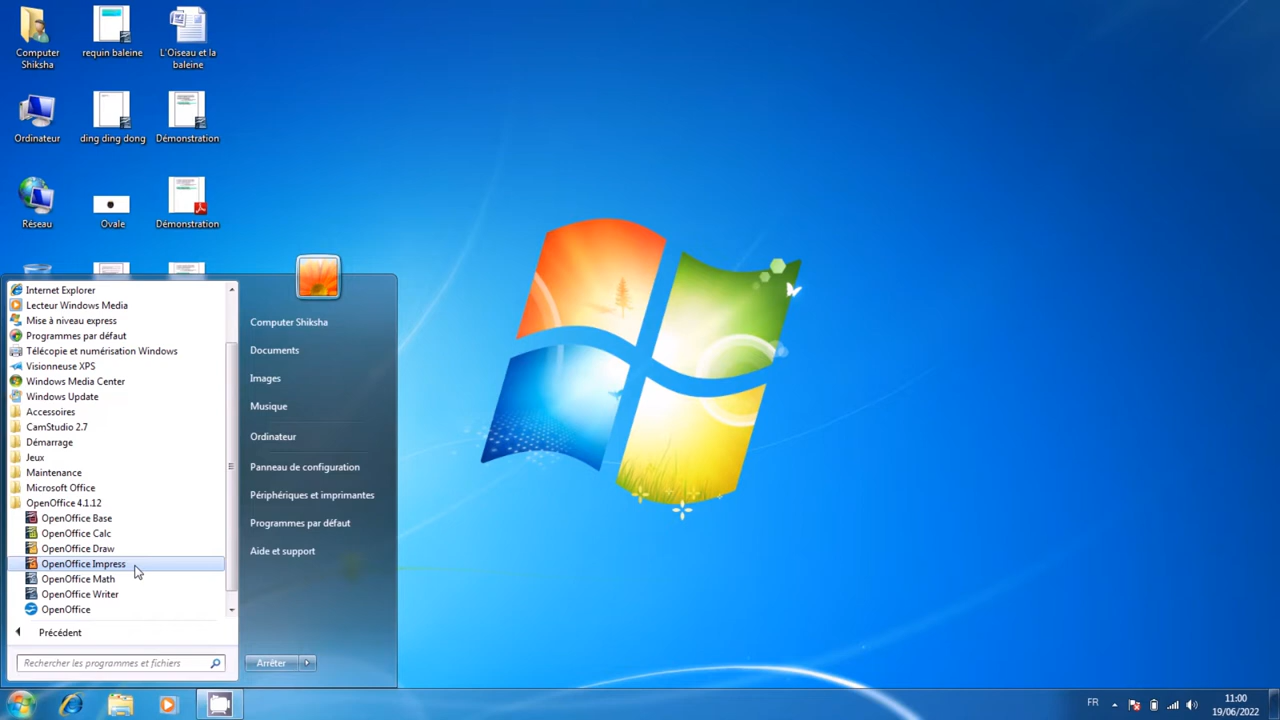 Computer
Shiksha
requin baleine
L'Oiseau et la
baleine
Ordinateur
ding ding dong
Démonstration
Réseau
Ovale
Démonstration
Internet Explorer
Lecteur Windows Media
Mise à niveau express
Programmes par défaut
Télécopie et numérisation Windows
Visionneuse XPS
Windows Media Center
Windows Update
Accessoires
CamStudio 2.7
Démarrage
Jeux
Maintenance
Microsoft Office
OpenOffice 4.1.12
OpenOffice Base
OpenOffice Calc
OpenOffice Draw
OpenOffice Impress
OpenOffice Math
OpenOffice Writer
OpenOffice
Précédent
Rechercher les programmes et fichiers
Computer Shiksha
Documents
Images
Musique
Ordinateur
Panneau de configuration
Périphériques et imprimantes
Programmes par défaut
Aide et support
Arrêter
FR
11:00
19/06/2022